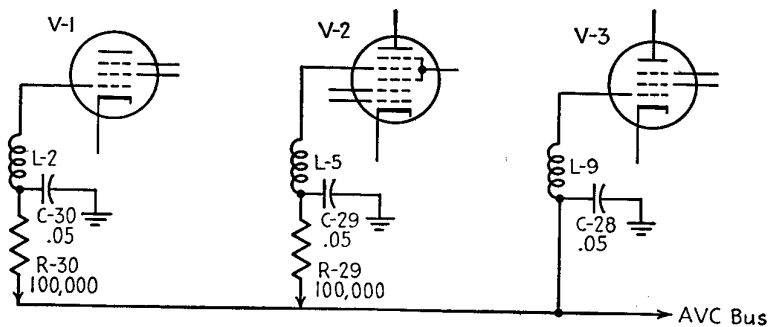 V-1
V-2
V-3
L-2
L-5
L-9
C-30
.05
C-29
.05
C-28
.05
R-30
100,000
R-29
100,000
AVC Bus